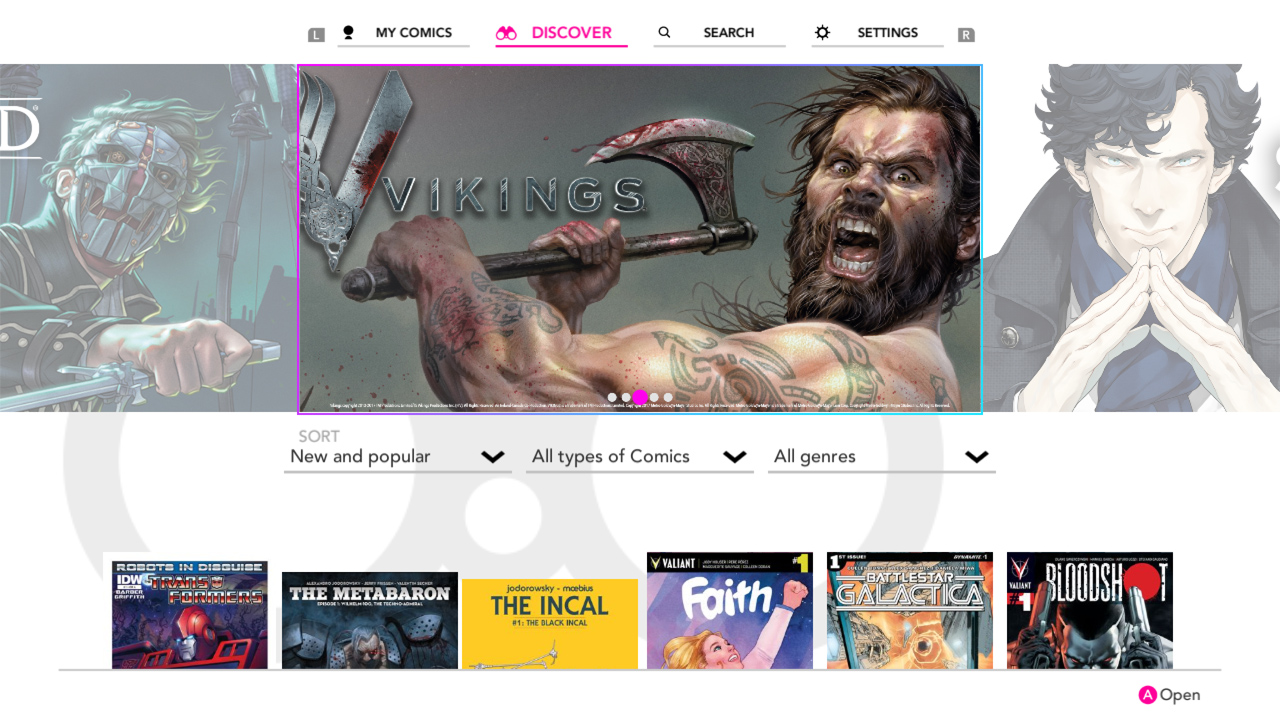 L MY COMICS DISCOVER SEARCH SETTINGS R
D
VIKINGS
SORT
New and popular All types of Comics All genres
ROBOTS IN DISGUISE
IDW
TRANSFORMERS
BARBER
GRIFFITH
ALEXANDRO JODOROWSKY - JERRY FRISSEN - VALENTIN SECHER
THE METABARON
EPISODE 1: WILHELM-100, THE TECHNO-ADMIRAL
jodorowsky - mœbius
THE INCAL
#1: THE BLACK INCAL
VALIANT
#1
Faith
1ST ISSUE!
DYNAMITE
BATTLESTAR
GALACTICA
VALIANT
#1
BLOODSHOT
A Open